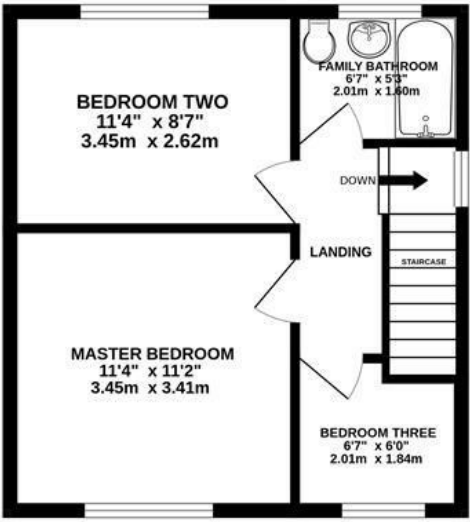 BEDROOM TWO
11'4" x 8'7"
3.45m x 2.62m
FAMILY BATHROOM
6'7" x 5'3"
2.01m x 1.60m
DOWN
LANDING
STAIRCASE
MASTER BEDROOM
11'4" x 11'2"
3.45m x 3.41m
BEDROOM THREE
6'7" x 6'0"
2.01m x 1.84m